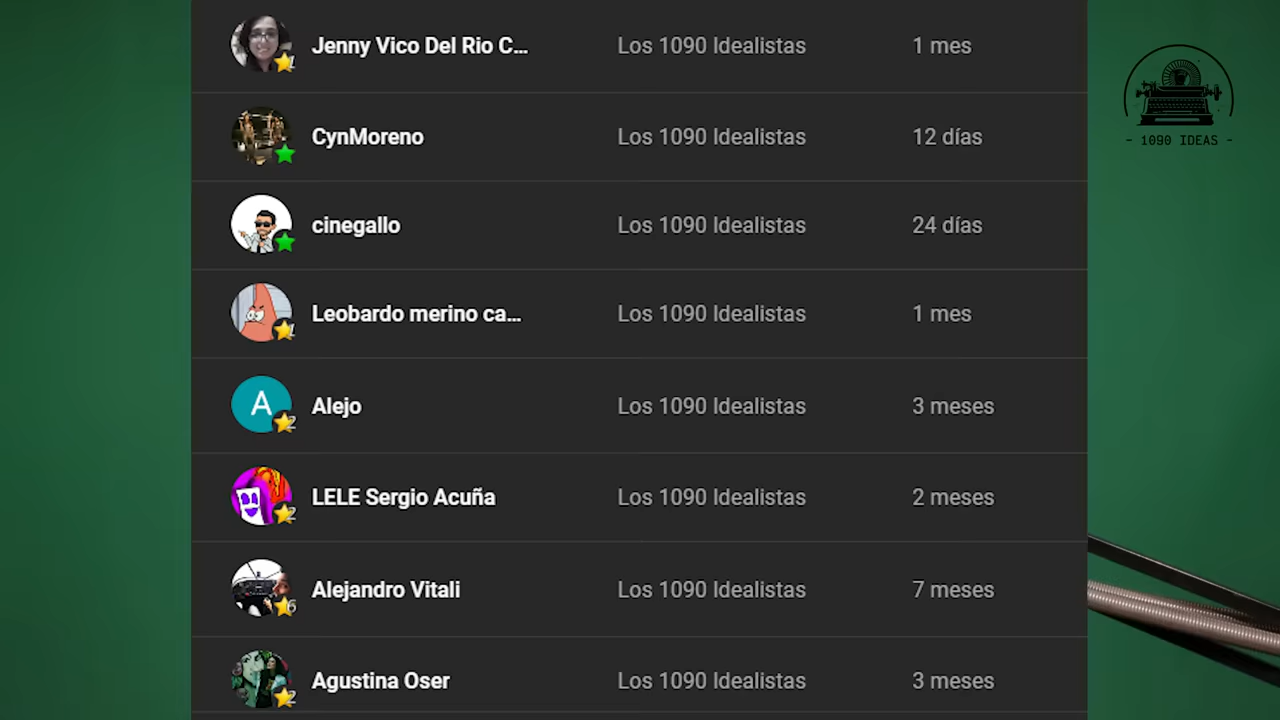 Jenny Vico Del Rio C... Los 1090 Idealistas 1 mes
- 1090 IDEAS -
CynMoreno Los 1090 Idealistas 12 días
cinegallo Los 1090 Idealistas 24 días
Leobardo merino ca... Los 1090 Idealistas 1 mes
A Alejo Los 1090 Idealistas 3 meses
LELE Sergio Acuña Los 1090 Idealistas 2 meses
Alejandro Vitali Los 1090 Idealistas 7 meses
Agustina Oser Los 1090 Idealistas 3 meses